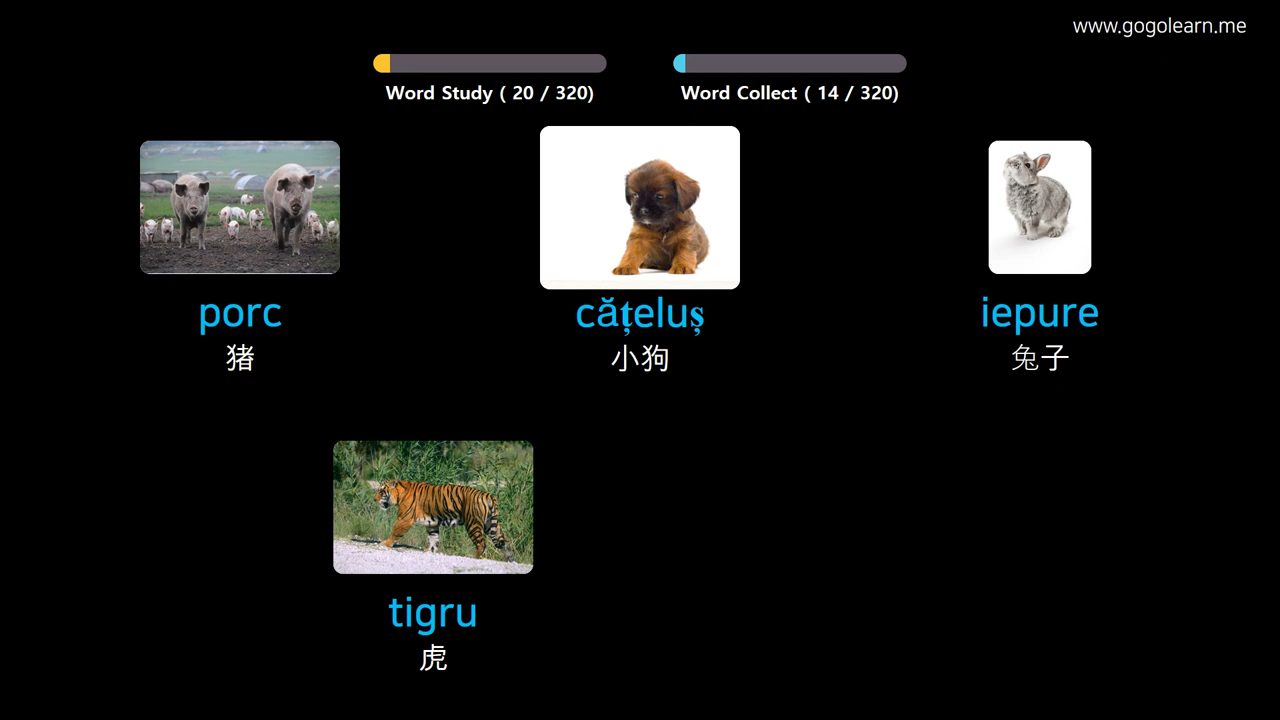 www.gogolearn.me
Word Study ( 20 / 320)
Word Collect ( 14 / 320)
porc
cățeluș
iepure
猪
小狗
兔子
tigru
虎